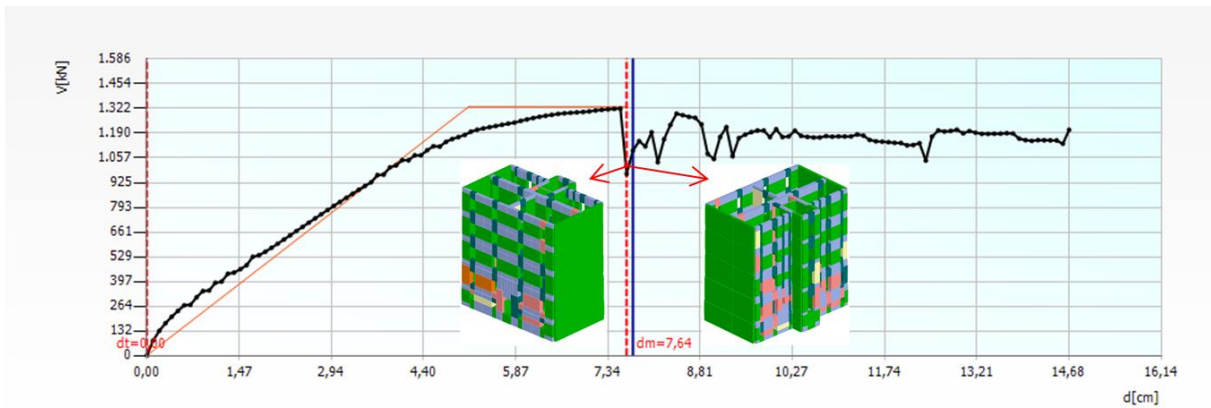 V[kN]
1.586
1.454
1.322
1.190
1.057
925
793
661
529
397
264
132
0
dt=0,00
dm=7,64
0,00 1,47 2,94 4,40 5,87 7,34 8,81 10,27 11,74 13,21 14,68 16,14
d[cm]